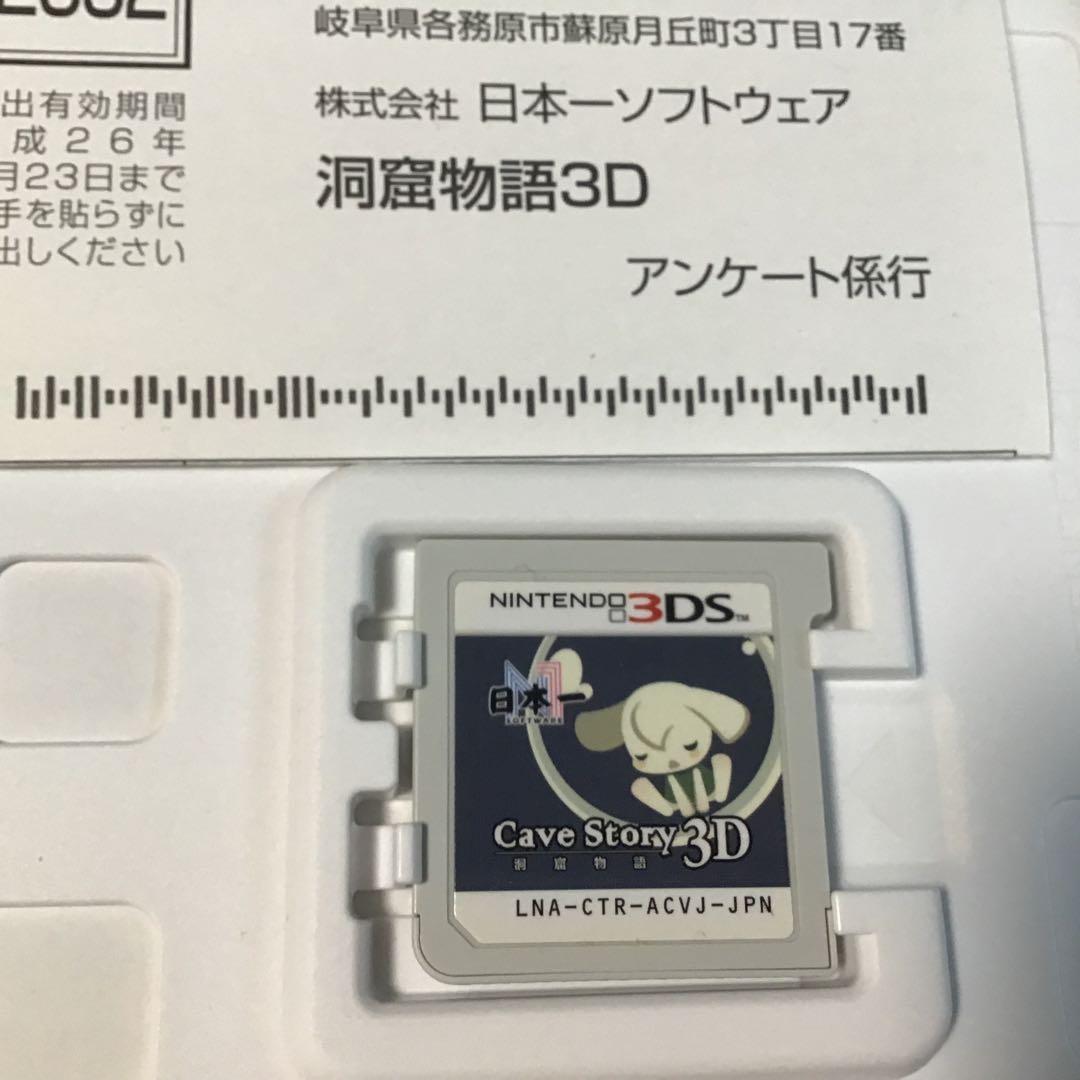 岐阜県各務原市蘇原月丘町3丁目17番
株式会社 日本一ソフトウェア
洞窟物語3D
アンケート係行
出有効期間
成26年
月23日まで
手を貼らずに
出しください
NINTENDO3DS™
日本一
SOFTWARE
Cave Story 3D
洞窟物語
LNA-CTR-ACVJ-JPN